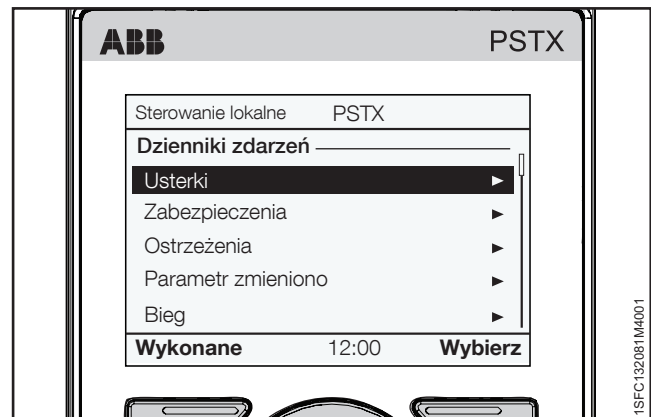 ABB PSTX
Sterowanie lokalne PSTX
Dzienniki zdarzeń
Usterki
Zabezpieczenia
Ostrzeżenia
Parametr zmieniono
Bieg
Wykonane 12:00 Wybierz
1SFC132081M4001